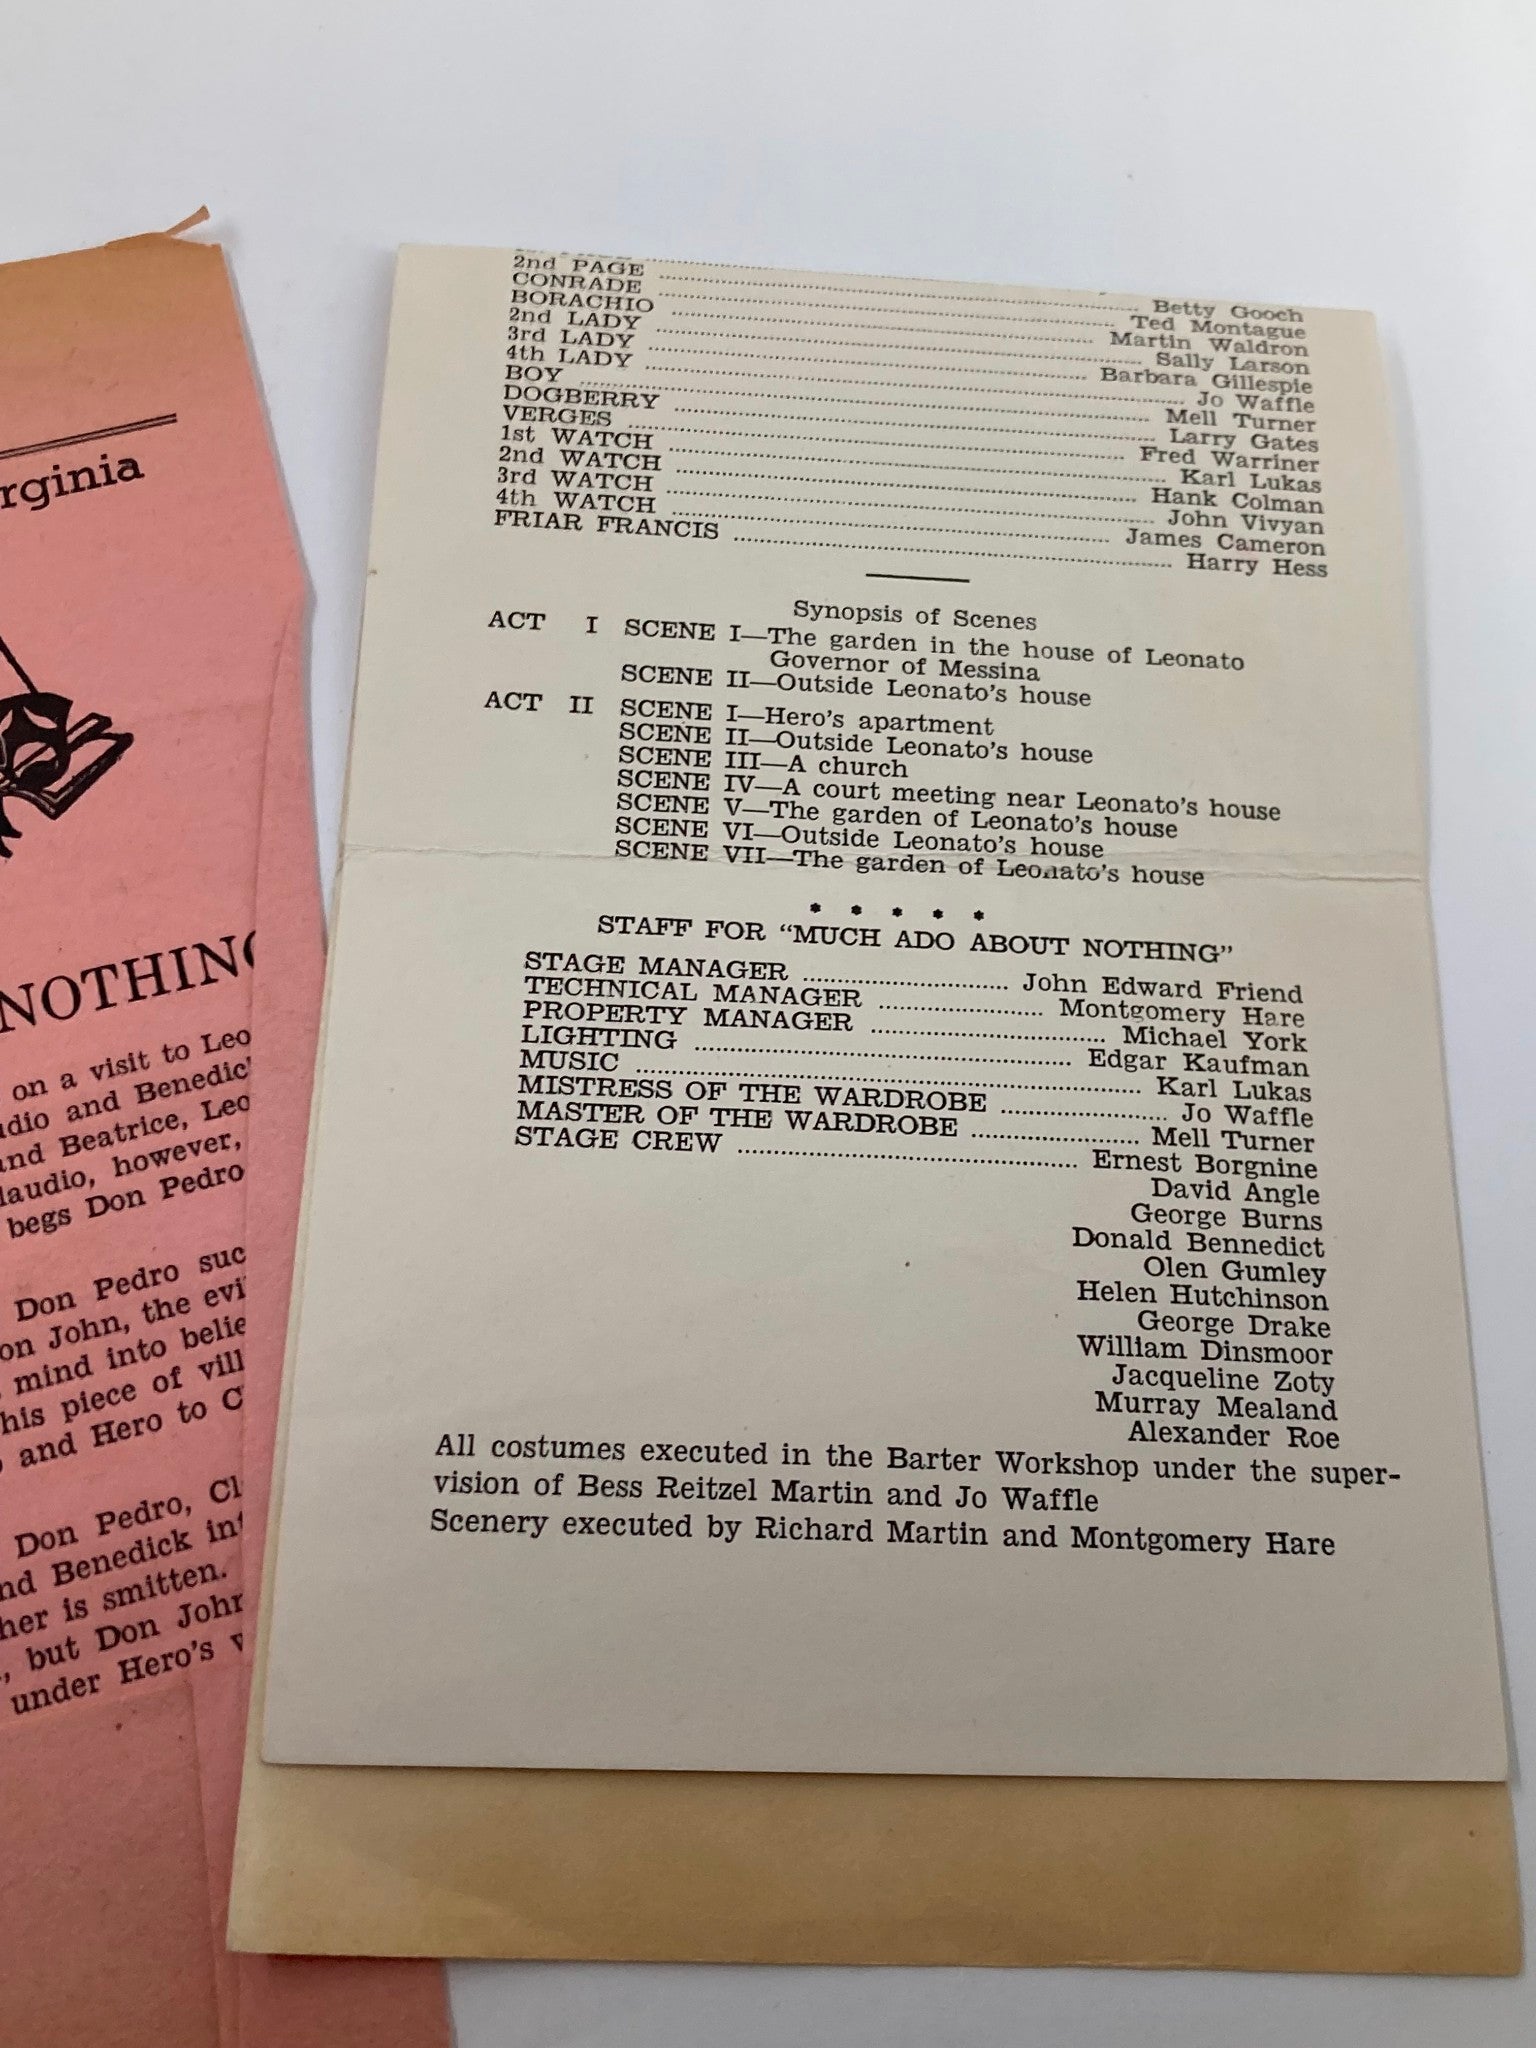 rginia
NOTHING
on a visit to Leo
udio and Benedic
and Beatrice, Leo
laudio, however,
begs Don Pedro
Don Pedro suc
on John, the evi
mind into belie
his piece of vill
and Hero to C
Don Pedro, Cl
nd Benedick int
her is smitten.
, but Don John
under Hero's v
2nd PAGE ........ Betty Gooch
CONRADE ........ Ted Montague
BORACHIO ........ Martin Waldron
2nd LADY ........ Sally Larson
3rd LADY ........ Barbara Gillespie
4th LADY ........ Jo Waffle
BOY ........ Mell Turner
DOGBERRY ........ Larry Gates
VERGES ........ Fred Warriner
1st WATCH ........ Karl Lukas
2nd WATCH ........ Hank Colman
3rd WATCH ........ John Vivyan
4th WATCH ........ James Cameron
FRIAR FRANCIS ........ Harry Hess
Synopsis of Scenes
ACT I SCENE I—The garden in the house of Leonato
Governor of Messina
SCENE II—Outside Leonato's house
ACT II SCENE I—Hero's apartment
SCENE II—Outside Leonato's house
SCENE III—A church
SCENE IV—A court meeting near Leonato's house
SCENE V—The garden of Leonato's house
SCENE VI—Outside Leonato's house
SCENE VII—The garden of Leonato's house
* * * * *
STAFF FOR "MUCH ADO ABOUT NOTHING"
STAGE MANAGER ........ John Edward Friend
TECHNICAL MANAGER ........ Montgomery Hare
PROPERTY MANAGER ........ Michael York
LIGHTING ........ Edgar Kaufman
MUSIC ........ Karl Lukas
MISTRESS OF THE WARDROBE ........ Jo Waffle
MASTER OF THE WARDROBE ........ Mell Turner
STAGE CREW ........ Ernest Borgnine
David Angle
George Burns
Donald Bennedict
Olen Gumley
Helen Hutchinson
George Drake
William Dinsmoor
Jacqueline Zoty
Murray Mealand
Alexander Roe
All costumes executed in the Barter Workshop under the super-
vision of Bess Reitzel Martin and Jo Waffle
Scenery executed by Richard Martin and Montgomery Hare